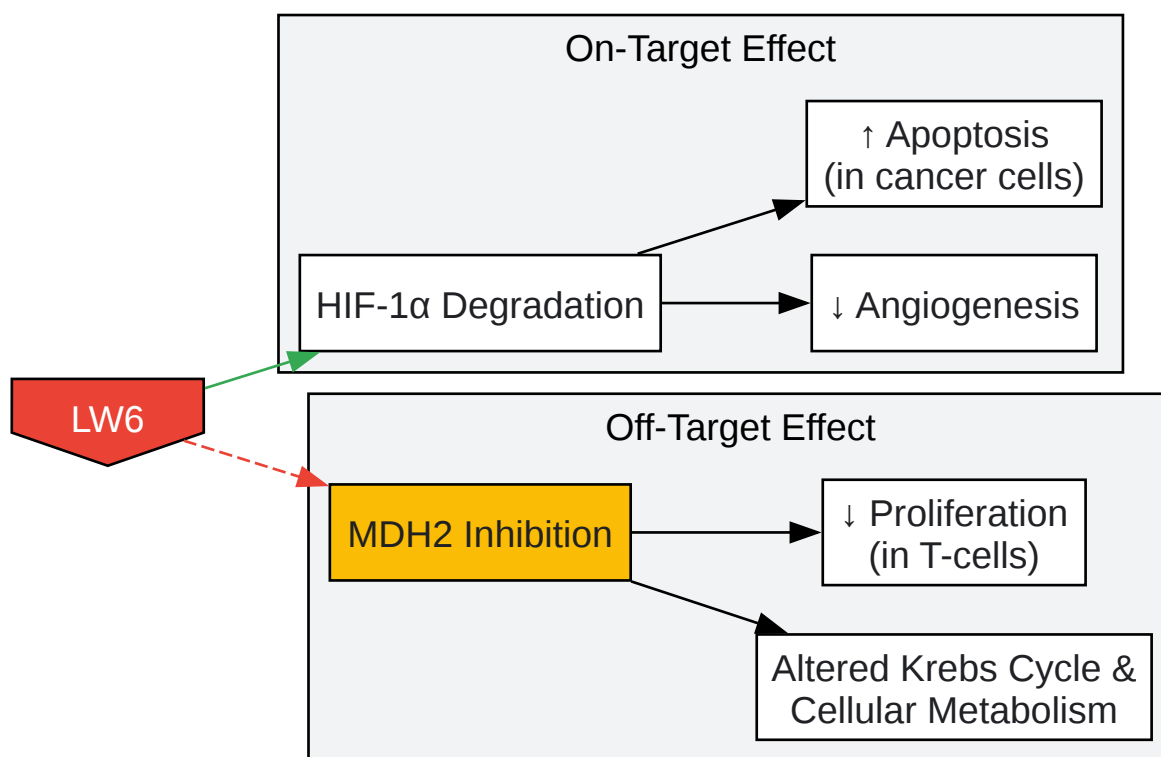 On-Target Effect
↑ Apoptosis
(in cancer cells)
HIF-1α Degradation
↓ Angiogenesis
LW6
Off-Target Effect
MDH2 Inhibition
↓ Proliferation
(in T-cells)
Altered Krebs Cycle &
Cellular Metabolism